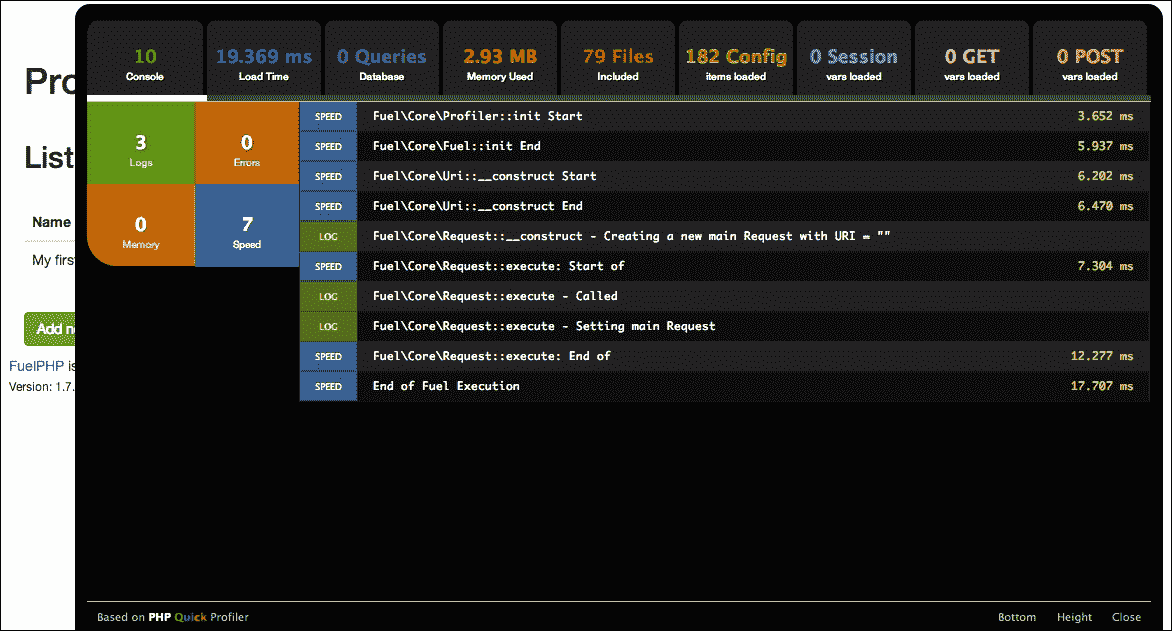 10 19.369 ms 0 Queries 2.93 MB 79 Files 182 Config 0 Session 0 GET 0 POST
Console Load Time Database Memory Used Included items loaded vars loaded vars loaded vars loaded
Pro
List
Name
My firs
Add n
FuelPHP is
Version: 1.7.
3
Logs
0
Errors
0
Memory
7
Speed
SPEED Fuel\Core\Profiler::init Start 3.652 ms
SPEED Fuel\Core\Fuel::init End 5.937 ms
SPEED Fuel\Core\Uri::__construct Start 6.202 ms
SPEED Fuel\Core\Uri::__construct End 6.470 ms
LOG Fuel\Core\Request::__construct - Creating a new main Request with URI = ""
SPEED Fuel\Core\Request::execute: Start of 7.304 ms
LOG Fuel\Core\Request::execute - Called
LOG Fuel\Core\Request::execute - Setting main Request
SPEED Fuel\Core\Request::execute: End of 12.277 ms
SPEED End of Fuel Execution 17.707 ms
Based on PHP Quick Profiler Bottom Height Close